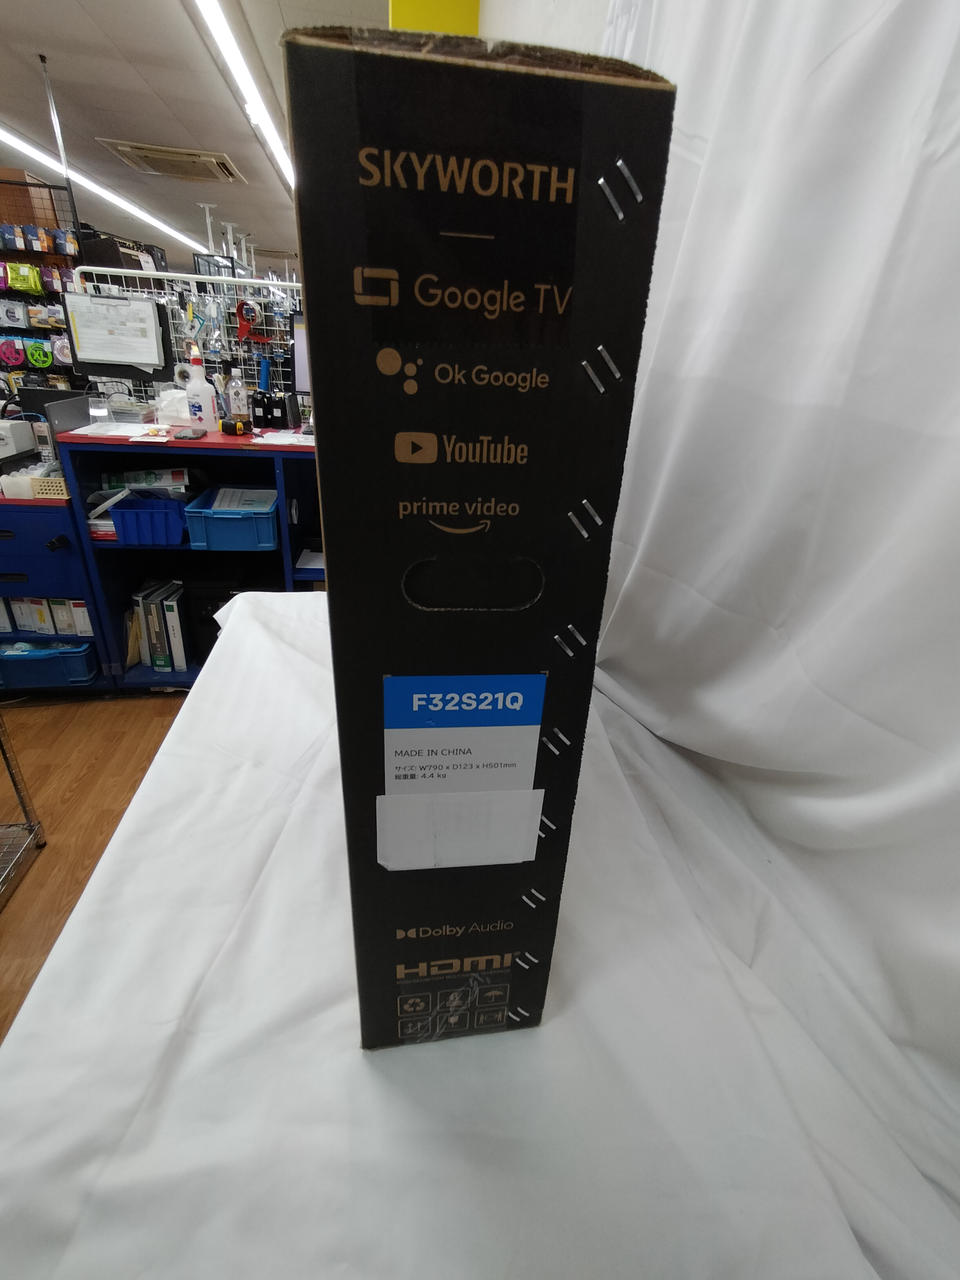 SKYWORTH
Google TV
Ok Google
YouTube
prime video
F32S21Q
MADE IN CHINA
サイズ: W790 x D123 x H501mm
総重量: 4.4 kg
Dolby Audio
HDMI
XL